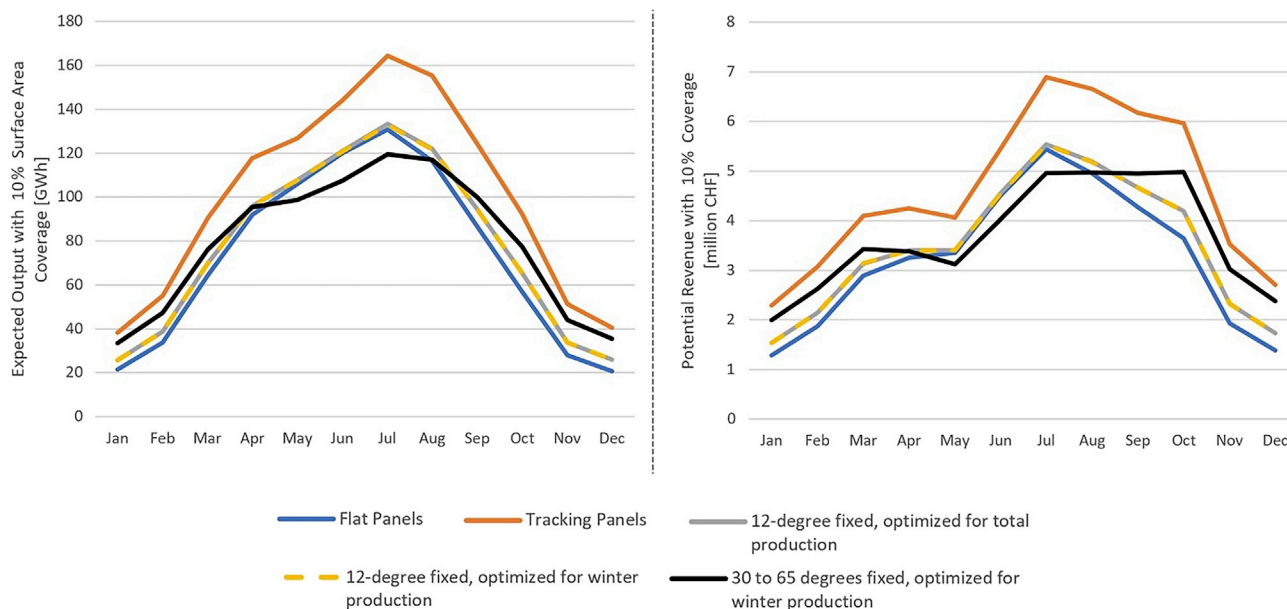 Expected Output with 10% Surface Area
Coverage [GWh]
180
160
140
120
100
80
60
40
20
0
Jan Feb Mar Apr May Jun Jul Aug Sep Oct Nov Dec
Potential Revenue with 10% Coverage
[million CHF]
8
7
6
5
4
3
2
1
0
Jan Feb Mar Apr May Jun Jul Aug Sep Oct Nov Dec
Flat Panels
Tracking Panels
12-degree fixed, optimized for total
production
12-degree fixed, optimized for winter
production
30 to 65 degrees fixed, optimized for
winter production